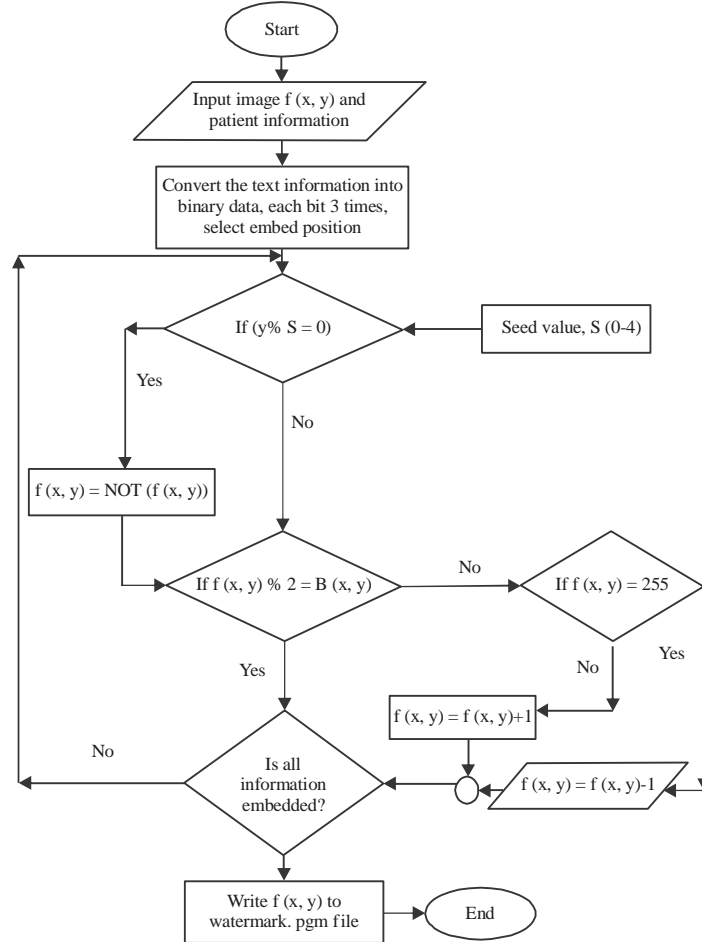 Start
Input image f (x, y) and
patient information
Convert the text information into
binary data, each bit 3 times,
select embed position
If (y% S = 0)
Seed value, S (0-4)
Yes
No
f (x, y) = NOT (f (x, y))
If f (x, y) % 2 = B (x, y)
No
If f (x, y) = 255
Yes
No
Yes
f (x, y) = f (x, y)+1
No
Is all
information
embedded?
f (x, y) = f (x, y)-1
Write f (x, y) to
watermark. pgm file
End